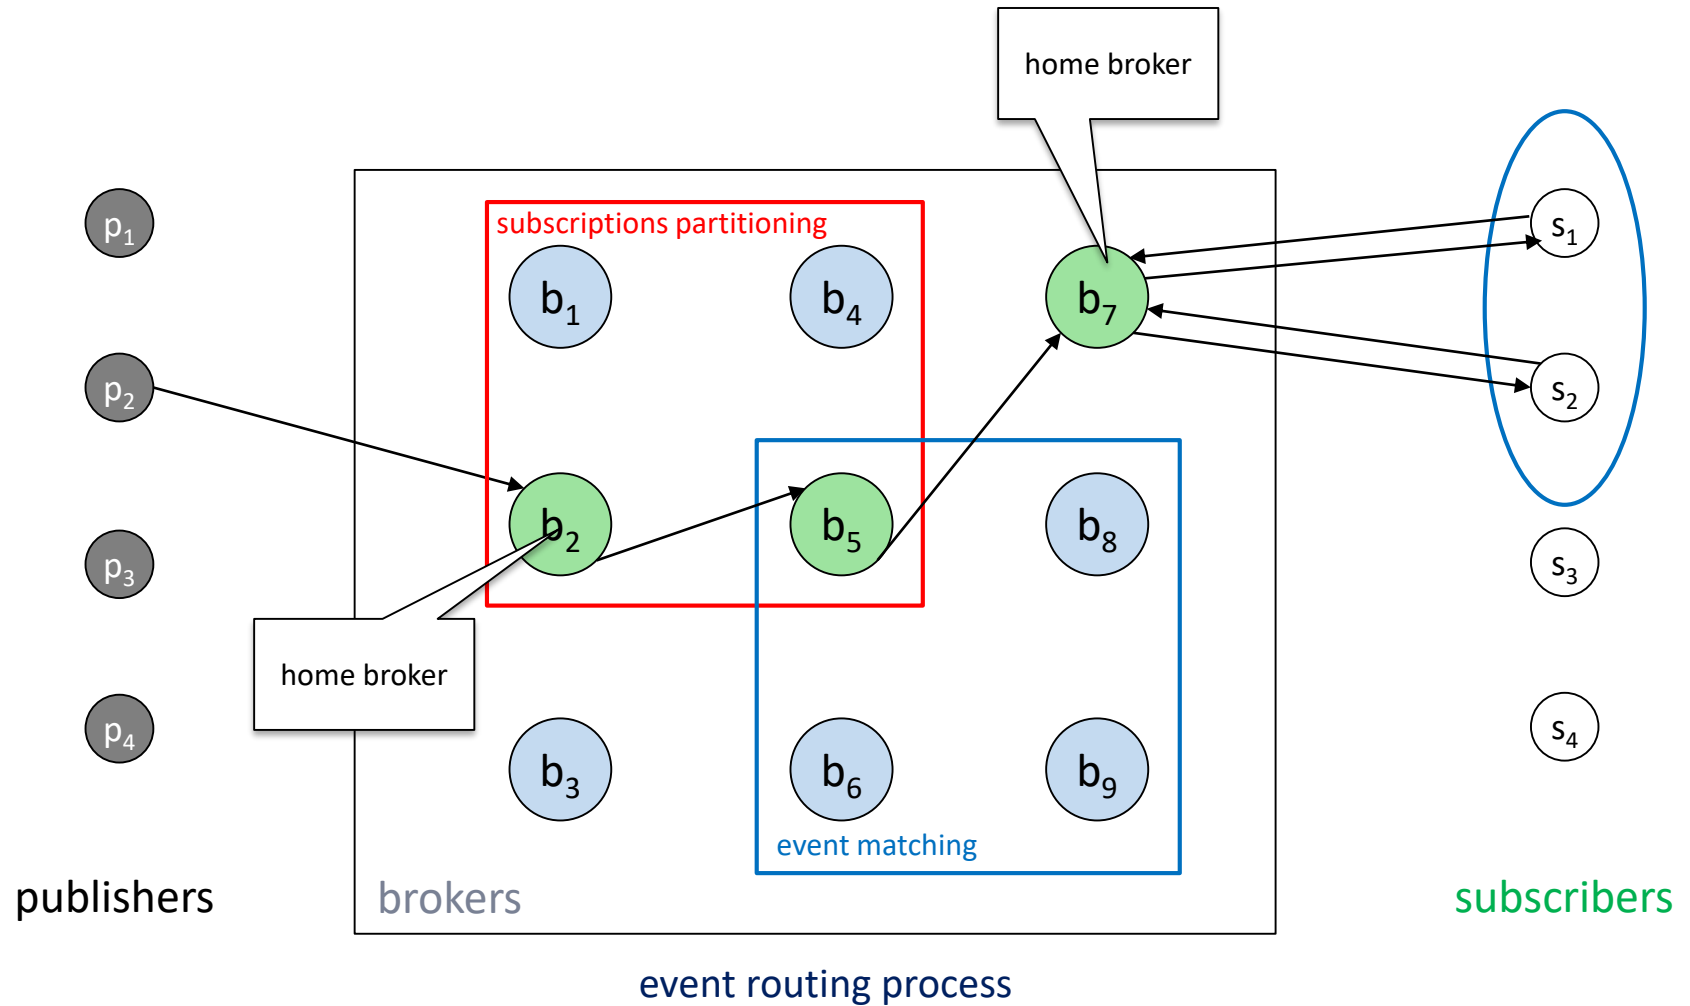 home broker
subscriptions partitioning
p1
s1
b1
b4
b7
p2
s2
b2
b5
b8
p3
s3
home broker
p4
s4
b3
b6
b9
event matching
publishers
brokers
subscribers
event routing process